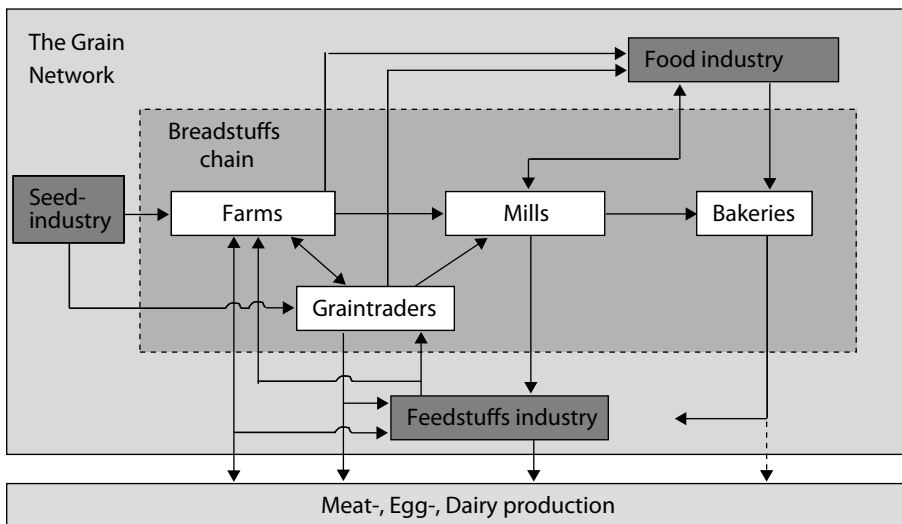 The Grain
Network
Food industry
Breadstuffs
chain
Seed-
industry
Farms
Mills
Bakeries
Graintraders
Feedstuffs industry
Meat-, Egg-, Dairy production